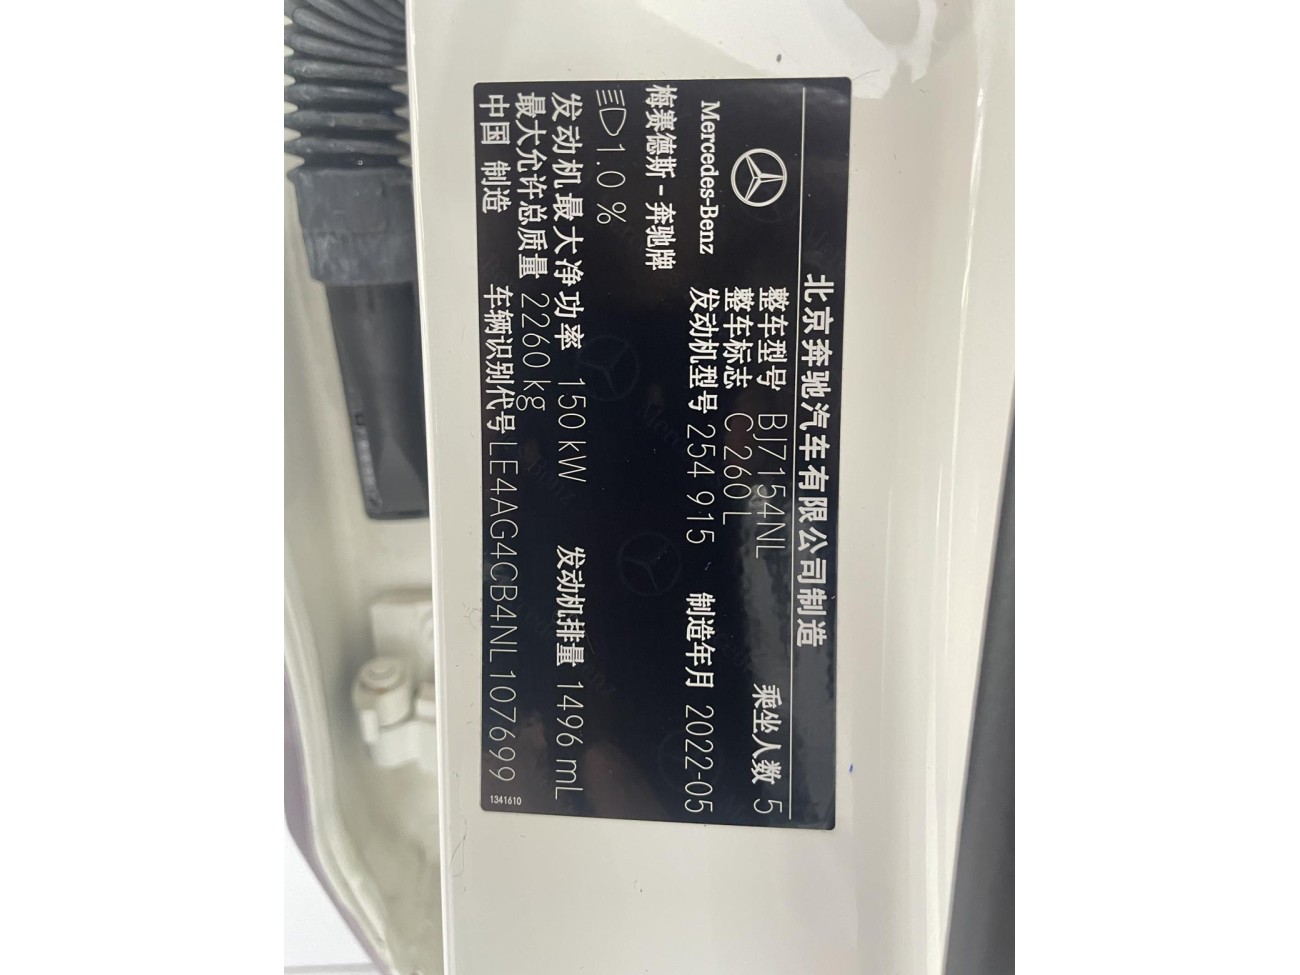 北京奔驰汽车有限公司制造
Mercedes-Benz
梅赛德斯-奔驰牌
整车型号 BJ7154NL 乘坐人数 5
整车标志 C 260 L
发动机型号 254 915 制造年月 2022-05
1.0 %
发动机最大净功率 150 kW 发动机排量 1496 mL
最大允许总质量 2260 kg
中国 制造 车辆识别代号 LE4AG4CB4NL107699
1341610